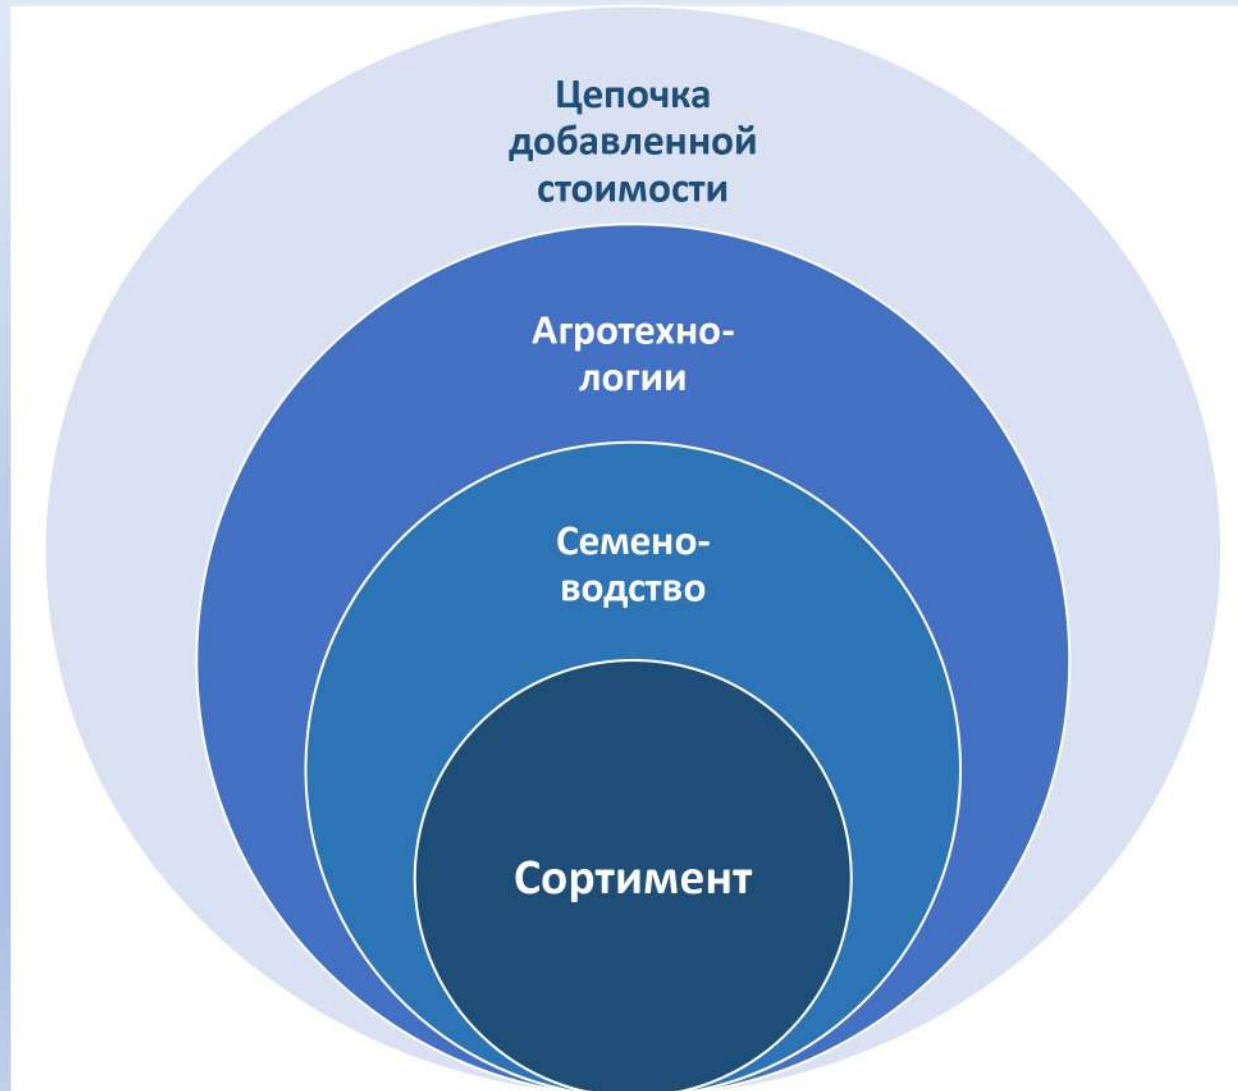 Цепочка
добавленной
стоимости
Агротехно-
логии
Семено-
водство
Сортимент